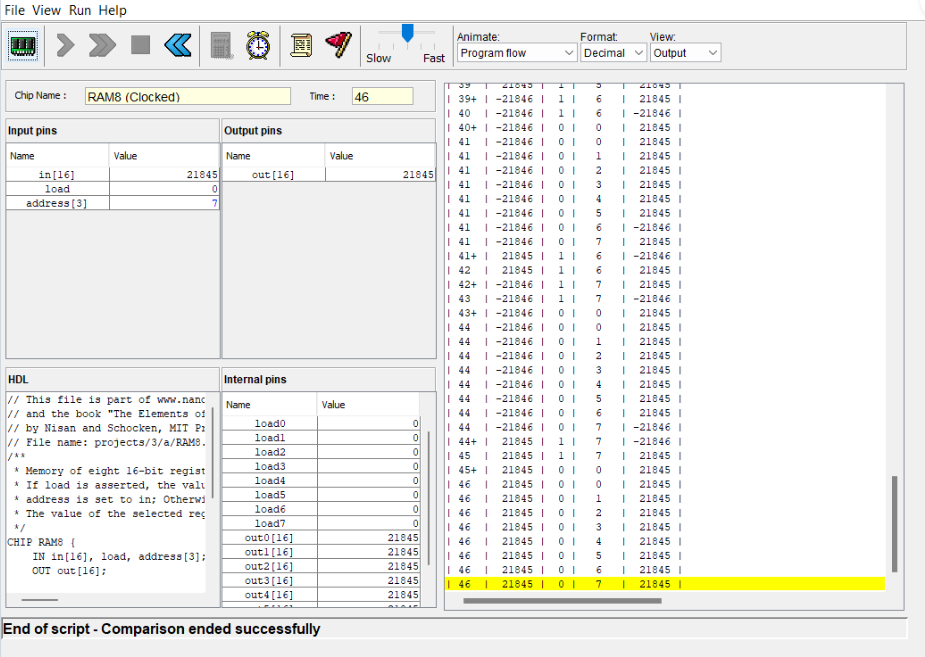 File View Run Help
Slow Fast
Animate: Format: View:
Program flow Decimal Output
Chip Name : RAM8 (Clocked) Time : 46
Input pins
Name Value
in[16] 21845
load 0
address[3] 7
Output pins
Name Value
out[16] 21845
HDL
// This file is part of www.nanc
// and the book "The Elements of
// by Nisan and Schocken, MIT Pr
// File name: projects/3/a/RAM8.
/**
* Memory of eight 16-bit regist
* If load is asserted, the valu
* address is set to in; Otherwi
* The value of the selected reg
*/
CHIP RAM8 {
IN in[16], load, address[3];
OUT out[16];
Internal pins
Name Value
load0 0
load1 0
load2 0
load3 0
load4 0
load5 0
load6 0
load7 0
out0[16] 21845
out1[16] 21845
out2[16] 21845
out3[16] 21845
out4[16] 21845
| 39+ | -21846 | 1 | 6 | 21845 |
| 40 | -21846 | 1 | 6 | -21846 |
| 40+ | -21846 | 0 | 0 | 21845 |
| 41 | -21846 | 0 | 0 | 21845 |
| 41 | -21846 | 0 | 1 | 21845 |
| 41 | -21846 | 0 | 2 | 21845 |
| 41 | -21846 | 0 | 3 | 21845 |
| 41 | -21846 | 0 | 4 | 21845 |
| 41 | -21846 | 0 | 5 | 21845 |
| 41 | -21846 | 0 | 6 | -21846 |
| 41 | -21846 | 0 | 7 | 21845 |
| 41+ | 21845 | 1 | 6 | -21846 |
| 42 | 21845 | 1 | 6 | 21845 |
| 42+ | -21846 | 1 | 7 | 21845 |
| 43 | -21846 | 1 | 7 | -21846 |
| 43+ | -21846 | 0 | 0 | 21845 |
| 44 | -21846 | 0 | 0 | 21845 |
| 44 | -21846 | 0 | 1 | 21845 |
| 44 | -21846 | 0 | 2 | 21845 |
| 44 | -21846 | 0 | 3 | 21845 |
| 44 | -21846 | 0 | 4 | 21845 |
| 44 | -21846 | 0 | 5 | 21845 |
| 44 | -21846 | 0 | 6 | 21845 |
| 44 | -21846 | 0 | 7 | -21846 |
| 44+ | 21845 | 1 | 7 | -21846 |
| 45 | 21845 | 1 | 7 | 21845 |
| 45+ | 21845 | 0 | 0 | 21845 |
| 46 | 21845 | 0 | 0 | 21845 |
| 46 | 21845 | 0 | 1 | 21845 |
| 46 | 21845 | 0 | 2 | 21845 |
| 46 | 21845 | 0 | 3 | 21845 |
| 46 | 21845 | 0 | 4 | 21845 |
| 46 | 21845 | 0 | 5 | 21845 |
| 46 | 21845 | 0 | 6 | 21845 |
| 46 | 21845 | 0 | 7 | 21845 |
End of script - Comparison ended successfully